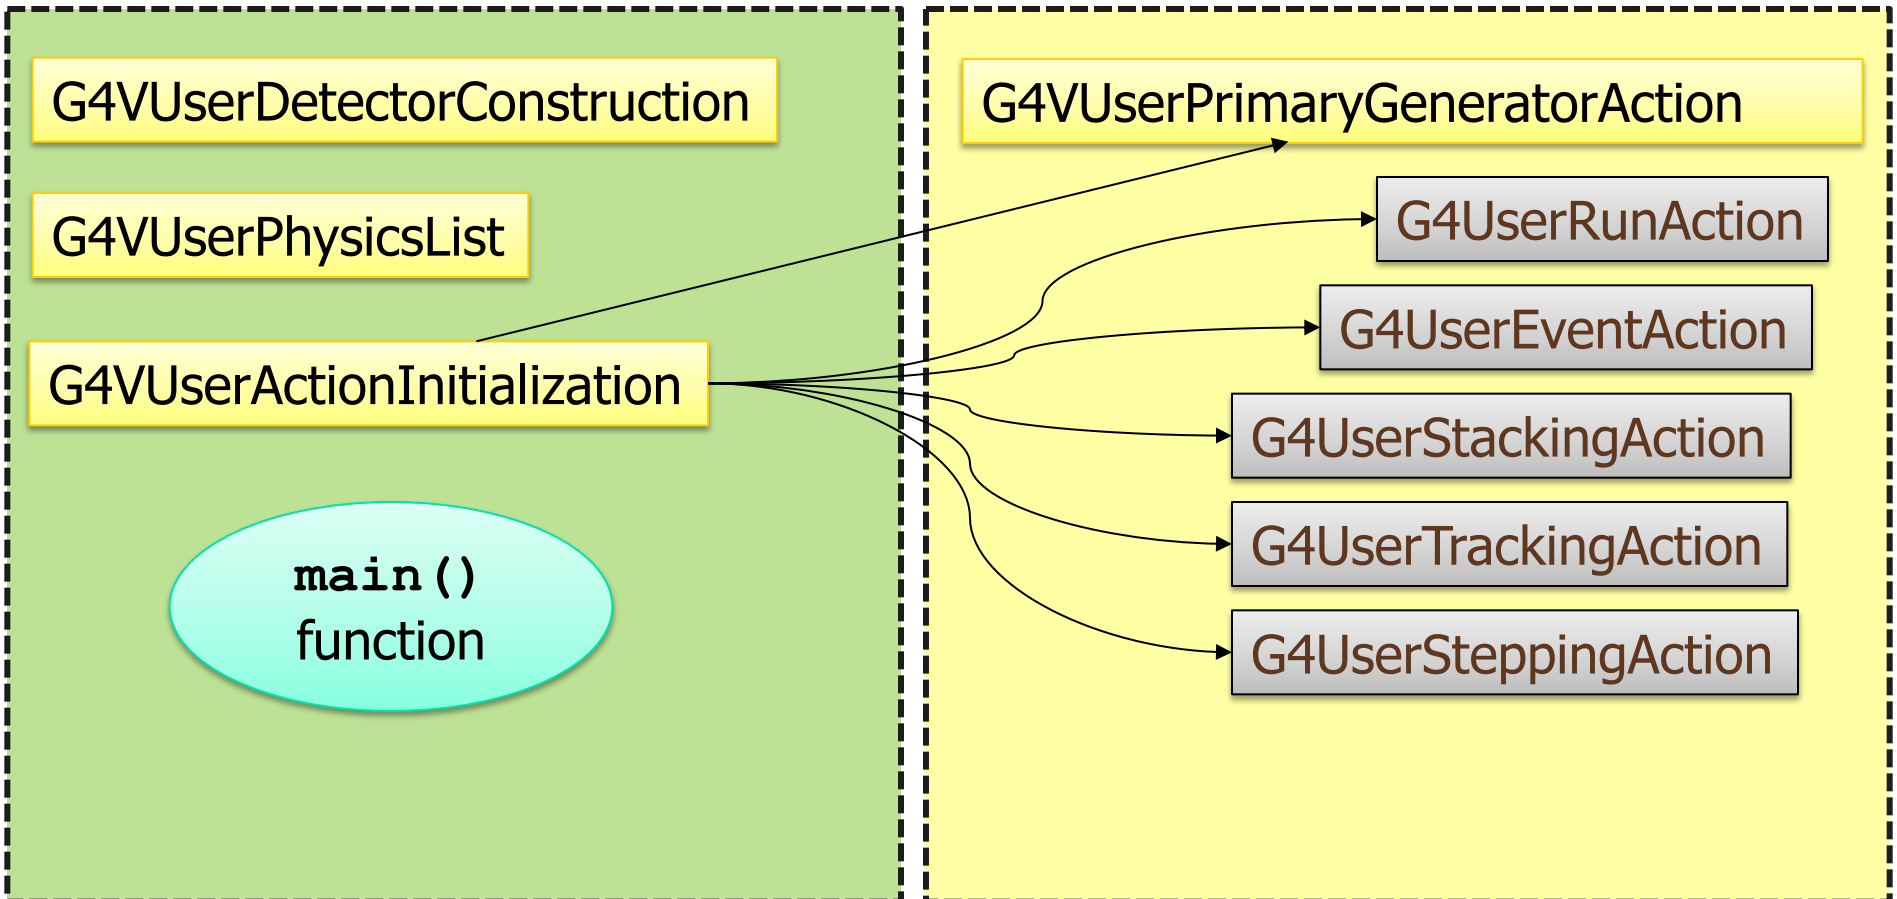 G4VUserDetectorConstruction
G4VUserPhysicsList
G4VUserActionInitialization
main()
function
G4VUserPrimaryGeneratorAction
G4UserRunAction
G4UserEventAction
G4UserStackingAction
G4UserTrackingAction
G4UserSteppingAction